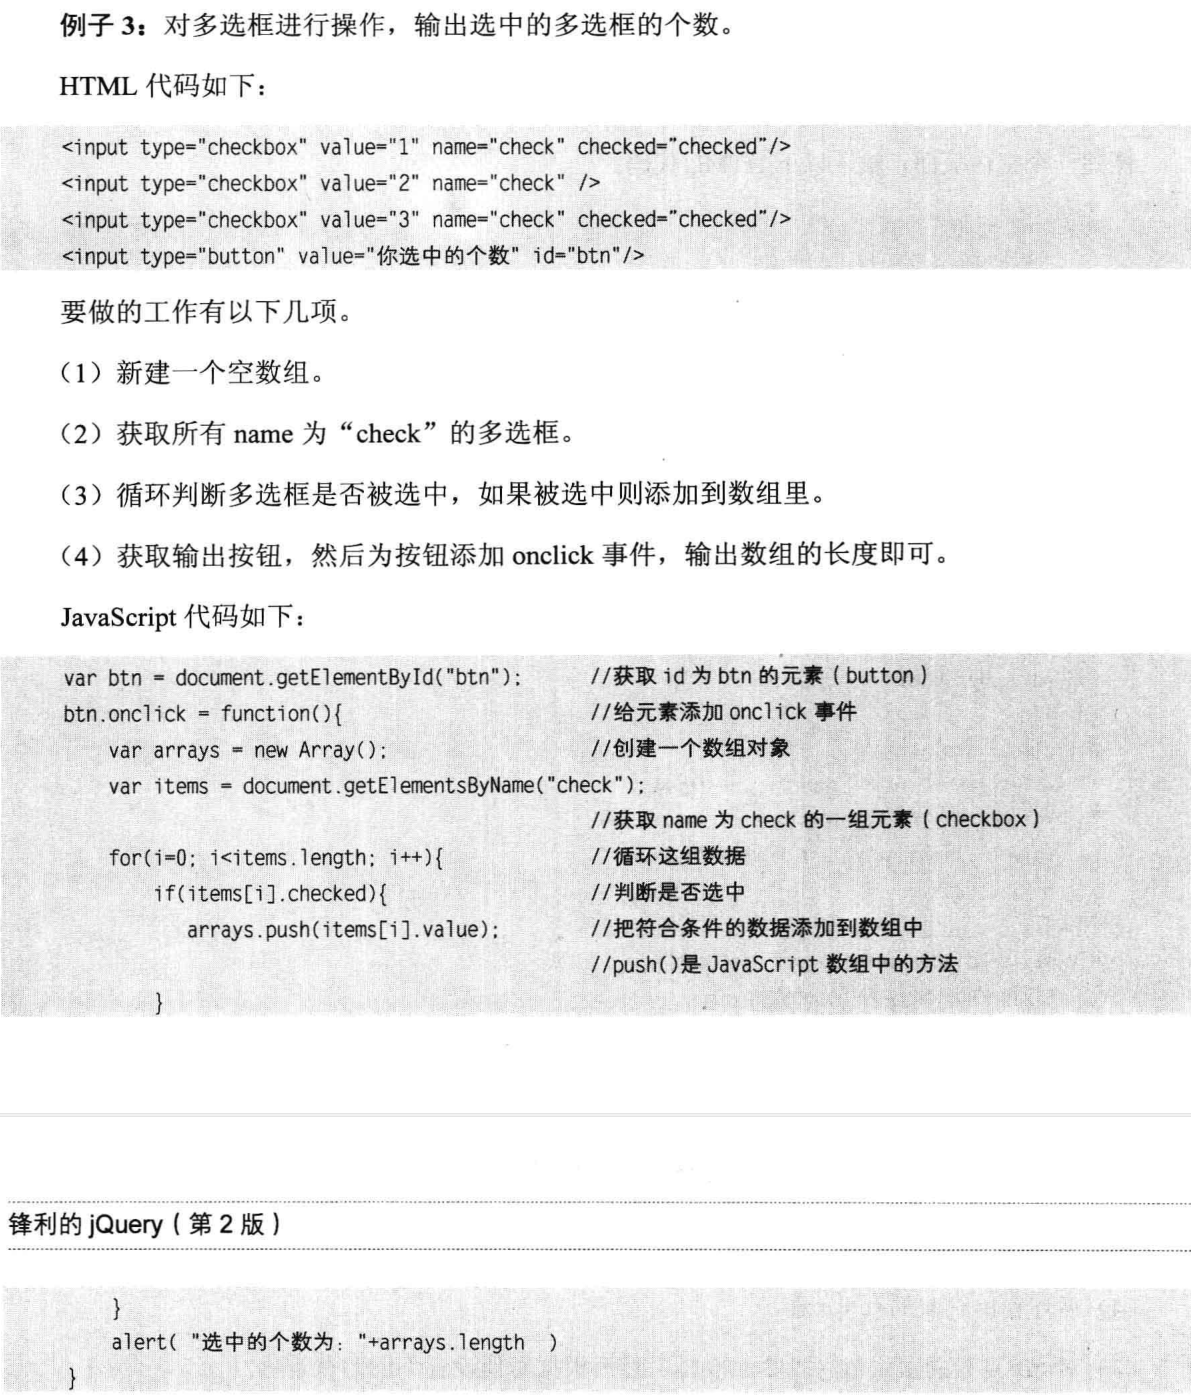 例子 3：对多选框进行操作，输出选中的多选框的个数。
HTML 代码如下：
<input type="checkbox" value="1" name="check" checked="checked"/>
<input type="checkbox" value="2" name="check" />
<input type="checkbox" value="3" name="check" checked="checked"/>
<input type="button" value="你选中的个数" id="btn"/>
要做的工作有以下几项。
（1）新建一个空数组。
（2）获取所有 name 为“check”的多选框。
（3）循环判断多选框是否被选中，如果被选中则添加到数组里。
（4）获取输出按钮，然后为按钮添加 onclick 事件，输出数组的长度即可。
JavaScript 代码如下：
var btn = document.getElementById("btn"); //获取 id 为 btn 的元素（button）
btn.onclick = function(){ //给元素添加 onclick 事件
var arrays = new Array(); //创建一个数组对象
var items = document.getElementsByName("check");
//获取 name 为 check 的一组元素（checkbox）
for(i=0; i<items.length; i++){ //循环这组数据
if(items[i].checked){ //判断是否选中
arrays.push(items[i].value); //把符合条件的数据添加到数组中
//push()是 JavaScript 数组中的方法
}
锋利的 jQuery（第 2 版）
}
alert( "选中的个数为："+arrays.length )
}